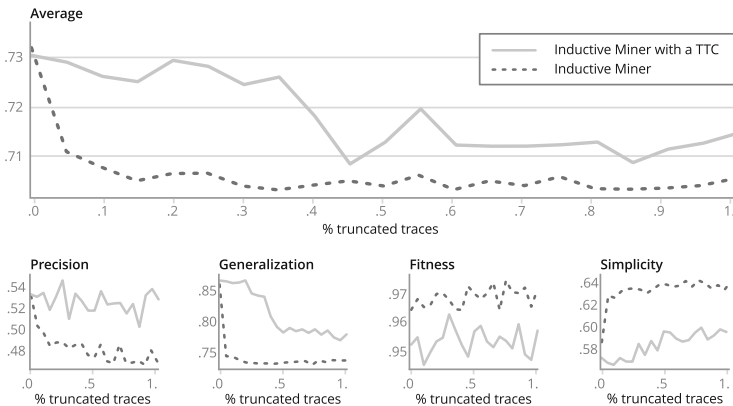 Average
.73
.72
.71
Inductive Miner with a TTC
Inductive Miner
.0 .1 .2 .3 .4 .5 .6 .7 .8 .9 1.
% truncated traces
Precision
.54
.52
.50
.48
.0 .5 1.
% truncated traces
Generalization
.85
.80
.75
.0 .5 1.
% truncated traces
Fitness
.97
.96
.95
.0 .5 1.
% truncated traces
Simplicity
.64
.62
.60
.58
.0 .5 1.
% truncated traces